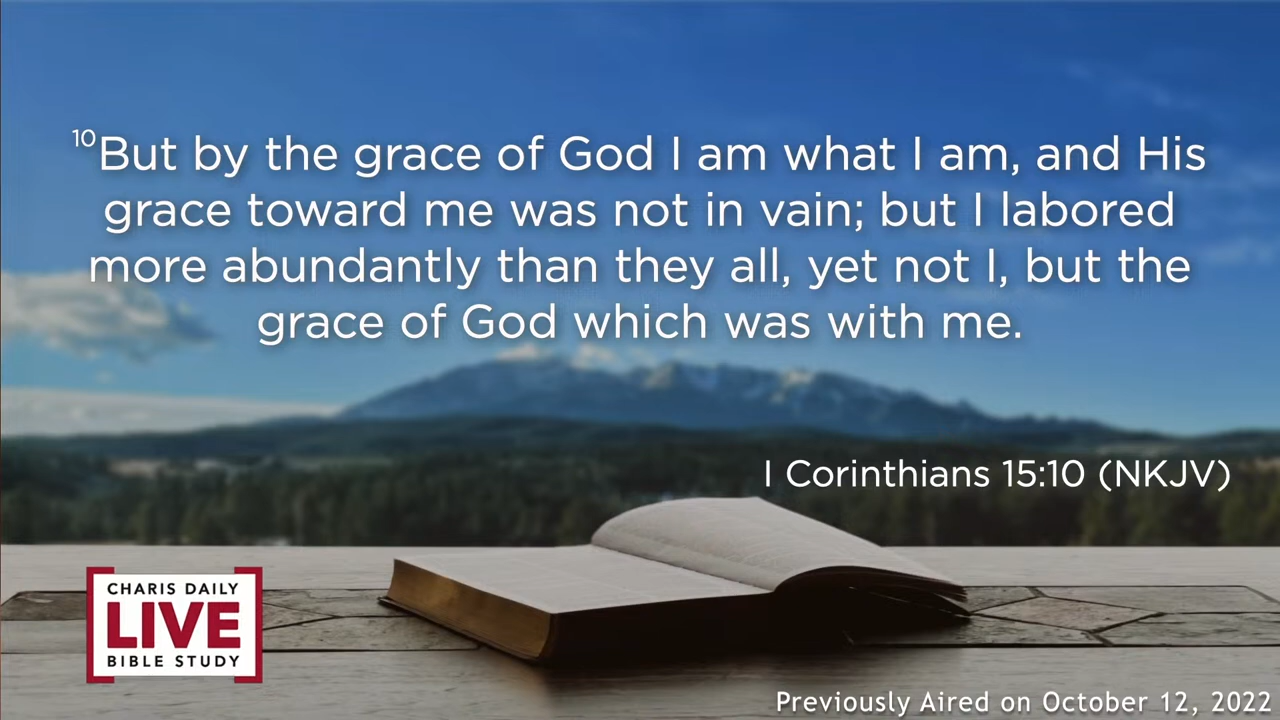 10But by the grace of God I am what I am, and His
grace toward me was not in vain; but I labored
more abundantly than they all, yet not I, but the
grace of God which was with me.
I Corinthians 15:10 (NKJV)
CHARIS DAILY
LIVE
BIBLE STUDY
Previously Aired on October 12, 2022